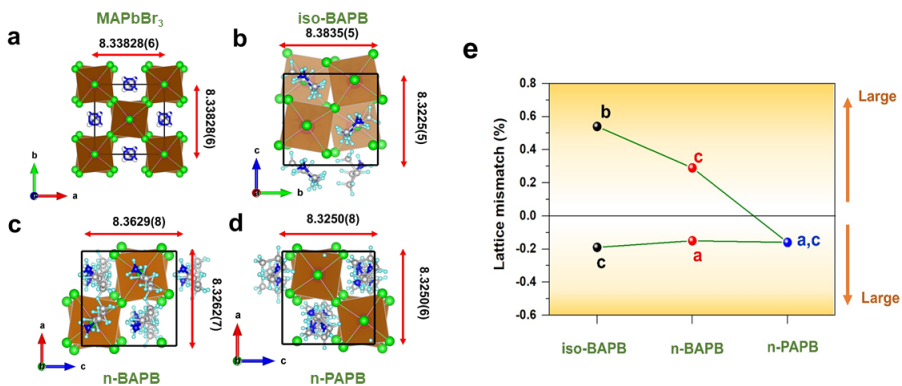 MAPbBr3
iso-BAPB
a
8.33828(6)
8.33828(6)
b
a
b
8.3835(5)
8.3225(5)
c
a
b
c
8.3629(8)
8.3262(7)
a
b
c
n-BAPB
d
8.3250(8)
8.3250(6)
a
b
c
n-PAPB
e
Lattice mismatch (%)
0.8
0.6
0.4
0.2
0.0
-0.2
-0.4
-0.6
b
c
c
a
a,c
iso-BAPB
n-BAPB
n-PAPB
Large
Large